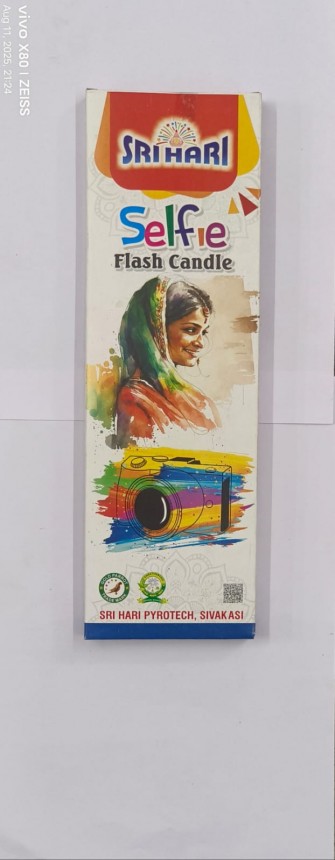 vivo X80 | ZEISS
Aug 11, 2025, 21:24
SRI HARI
Selfie
Flash Candle
SRI HARI PYROTECH, SIVAKASI